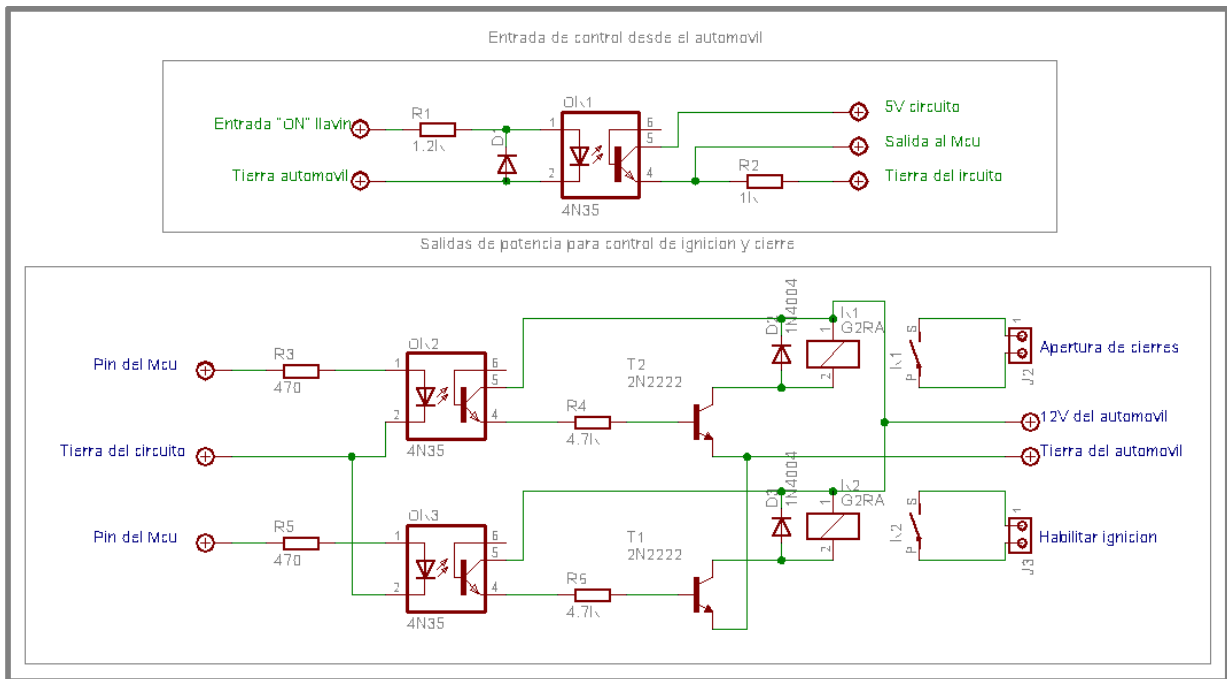 Entrada de control desde el automovil
Entrada "ON" llavin
R1
1.2k
D1
OK1
1
2
6
5
4
4N35
5V circuito
Salida al Mcu
R2
1k
Tierra del ircuito
Tierra automovil
Salidas de potencia para control de ignicion y cierre
Pin del Mcu
R3
470
OK2
1
2
6
5
4
4N35
R4
4.7k
T2
2N2222
D2
1N4004
K1
G2RA
1
2
K1
S
P
1
J2
Apertura de cierres
12V del automovil
Tierra del circuito
Tierra del automovil
Pin del Mcu
R5
470
OK3
1
2
6
5
4
4N35
R6
4.7k
T1
2N2222
D3
1N4004
K2
G2RA
1
2
K2
S
P
1
J3
Habilitar ignicion